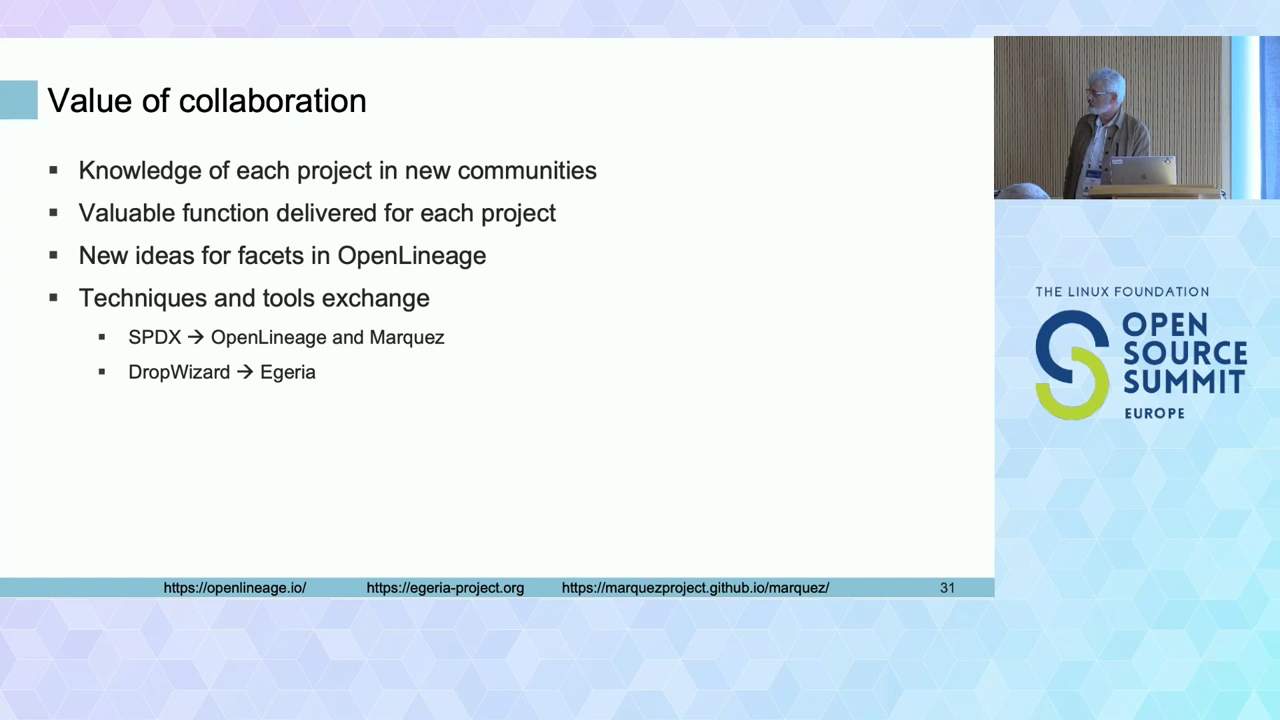 Value of collaboration
▪ Knowledge of each project in new communities
▪ Valuable function delivered for each project
▪ New ideas for facets in OpenLineage
▪ Techniques and tools exchange
▪ SPDX → OpenLineage and Marquez
▪ DropWizard → Egeria
https://openlineage.io/ https://egeria-project.org https://marquezproject.github.io/marquez/ 31
THE LINUX FOUNDATION
OPEN
SOURCE
SUMMIT
EUROPE